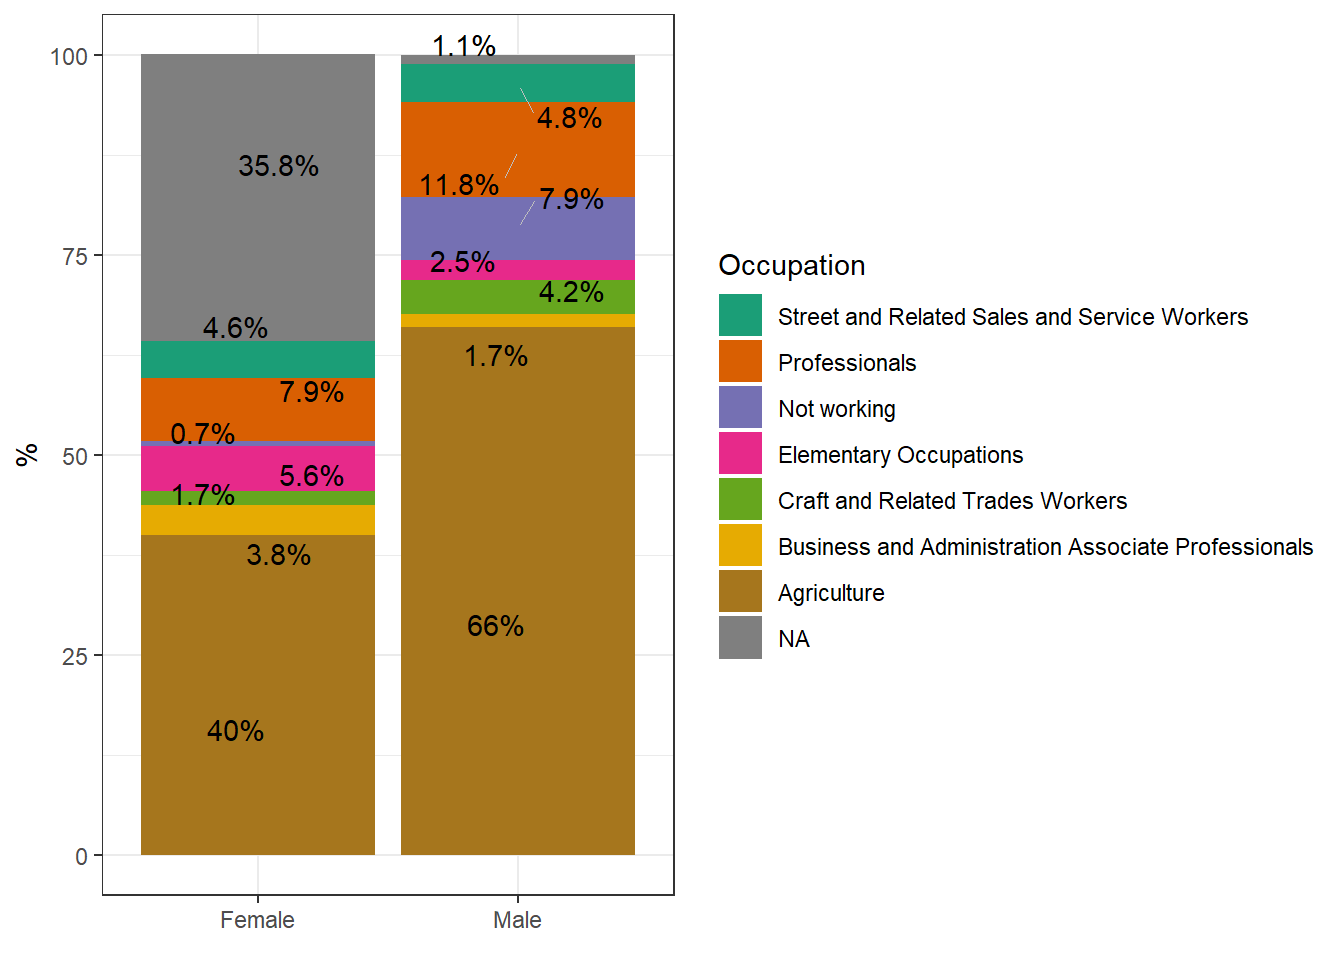 100
75
50
25
0
%
35.8%
4.6%
7.9%
0.7%
5.6%
1.7%
3.8%
40%
1.1%
4.8%
11.8%
7.9%
2.5%
4.2%
1.7%
66%
Female
Male
Occupation
Street and Related Sales and Service Workers
Professionals
Not working
Elementary Occupations
Craft and Related Trades Workers
Business and Administration Associate Professionals
Agriculture
NA